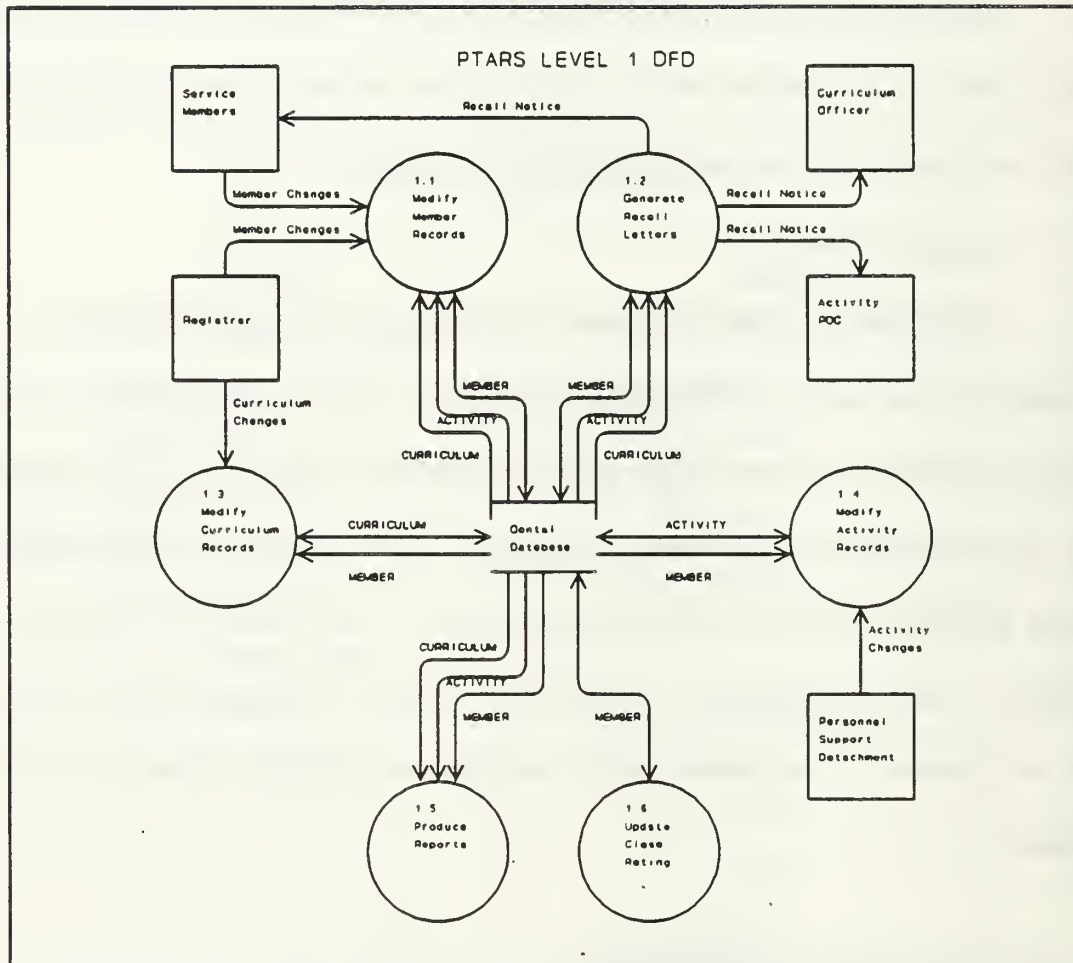 PTARS LEVEL 1 DFD
Service
Members
Recall Notice
Curriculum
Officer
1.1
Modify
Member
Records
1.2
Generate
Recall
Letters
Member Changes
Recall Notice
Member Changes
Recall Notice
Registrar
Activity
POC
Curriculum
Changes
MEMBER
MEMBER
ACTIVITY
ACTIVITY
CURRICULUM
CURRICULUM
1.3
Modify
Curriculum
Records
CURRICULUM
MEMBER
Dental
Database
ACTIVITY
MEMBER
1.4
Modify
Activity
Records
Activity
Changes
CURRICULUM
ACTIVITY
MEMBER
MEMBER
Personnel
Support
Detachment
1.5
Produce
Reports
1.6
Update
Class
Rating